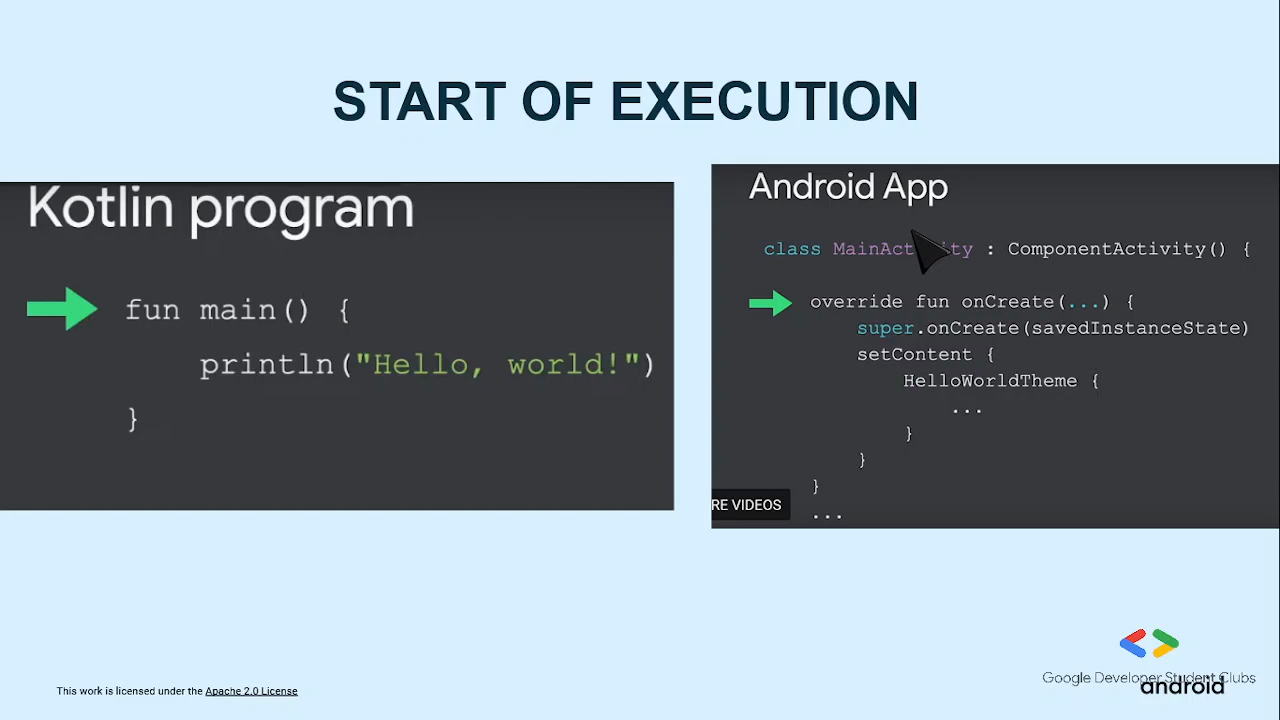 START OF EXECUTION
Kotlin program
fun main() {
println("Hello, world!")
}
Android App
class MainActivity : ComponentActivity() {
override fun onCreate(...) {
super.onCreate(savedInstanceState)
setContent {
HelloWorldTheme {
...
}
}
}
...
RE VIDEOS
This work is licensed under the Apache 2.0 License
Google Developer Student Clubs
android